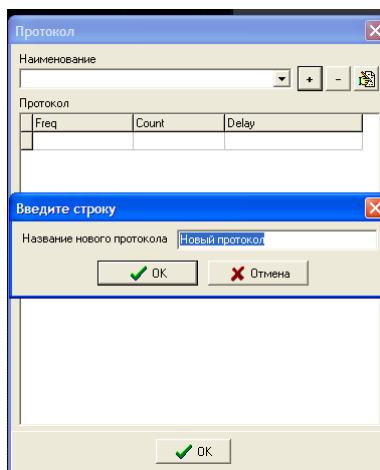 Протокол
Наименование
+ -
Протокол
Freq Count Delay
Введите строку
Название нового протокола Новый протокол
OK Отмена
OK